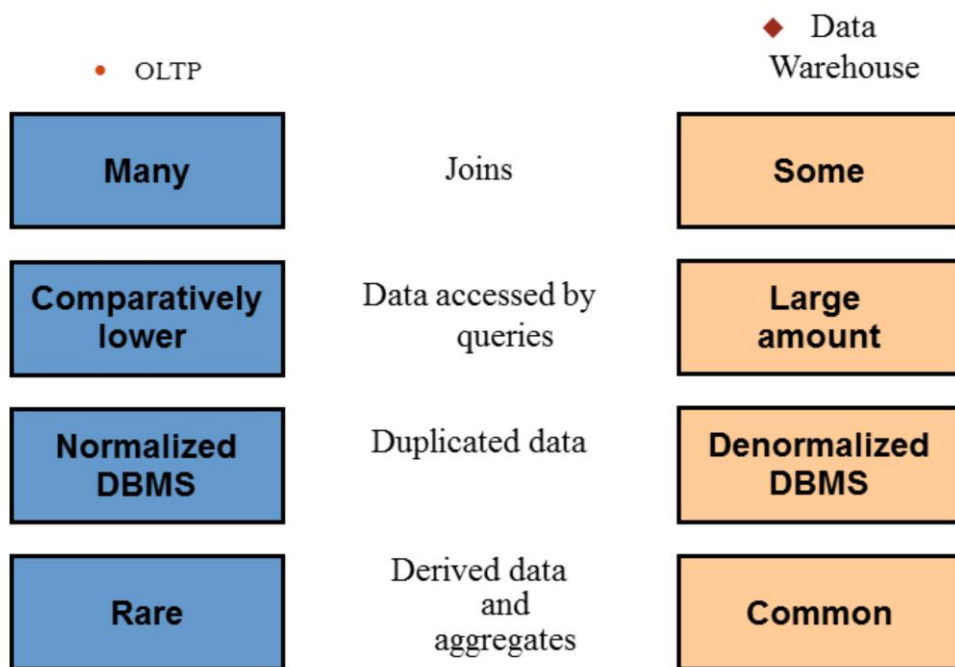 • OLTP
◆ Data
Warehouse
Many
Joins
Some
Comparatively
lower
Data accessed by
queries
Large
amount
Normalized
DBMS
Duplicated data
Denormalized
DBMS
Rare
Derived data
and
aggregates
Common